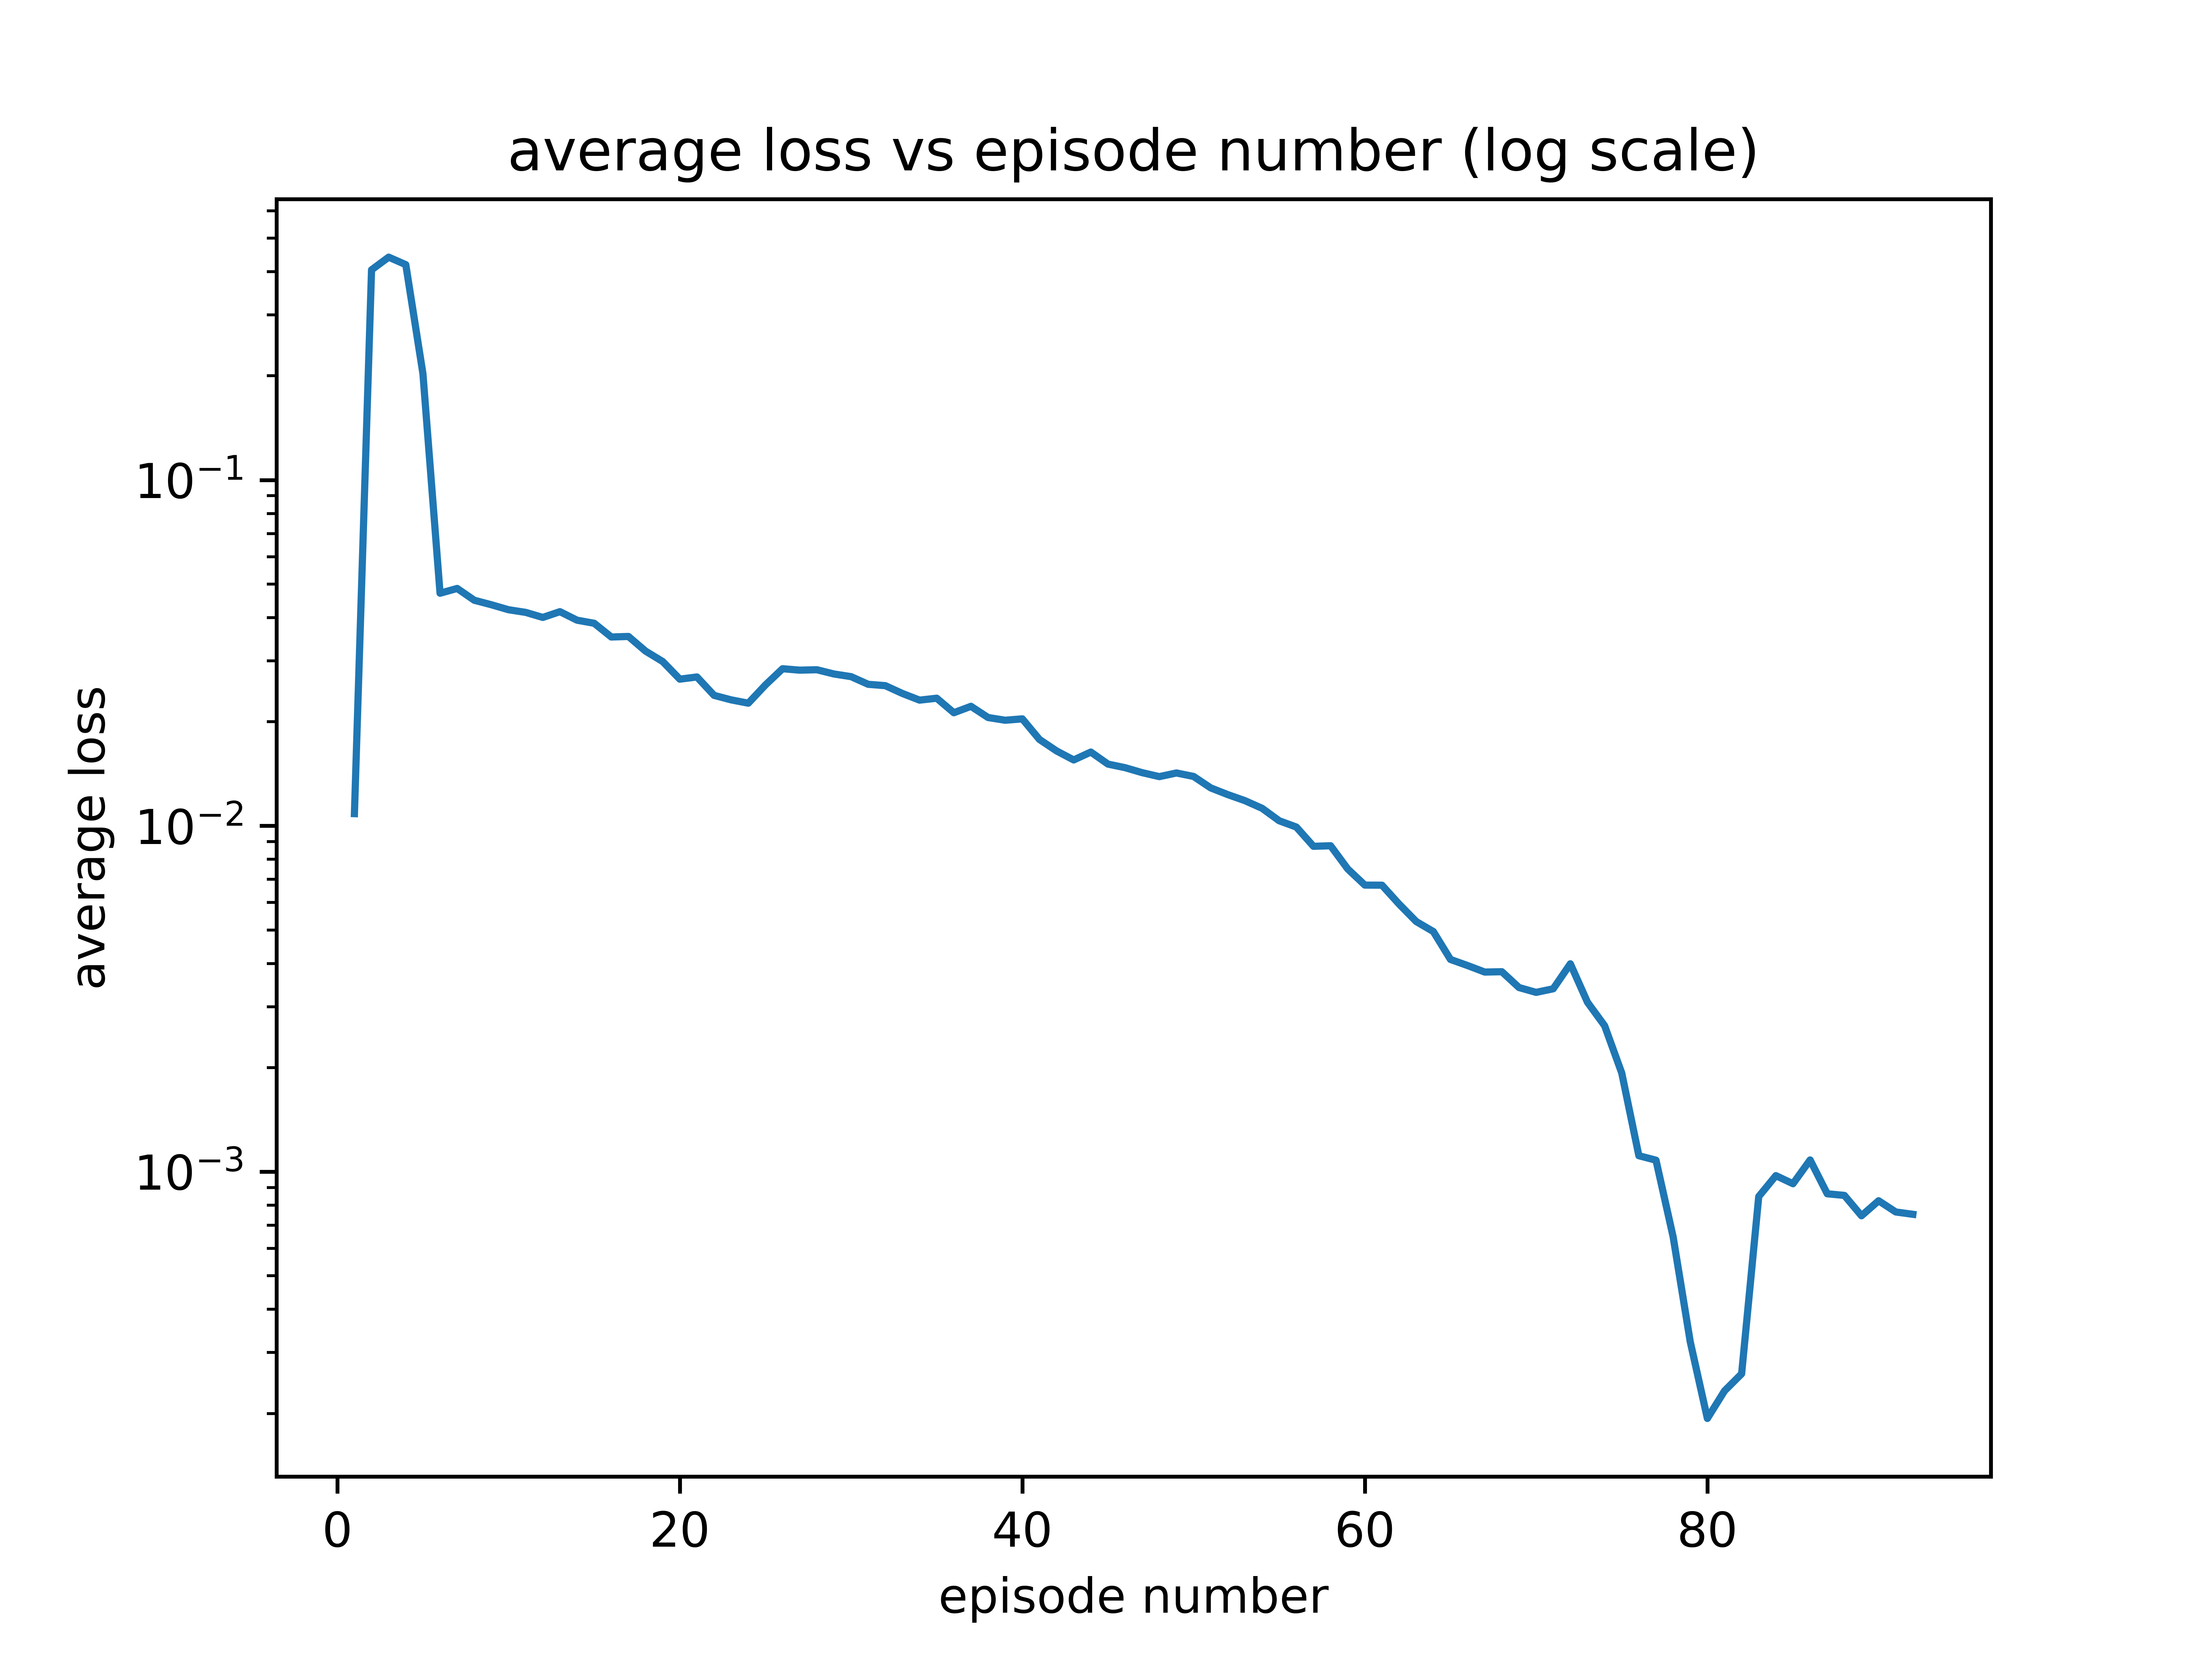 average loss vs episode number (log scale)
average loss
10⁻¹
10⁻²
10⁻³
0 20 40 60 80
episode number